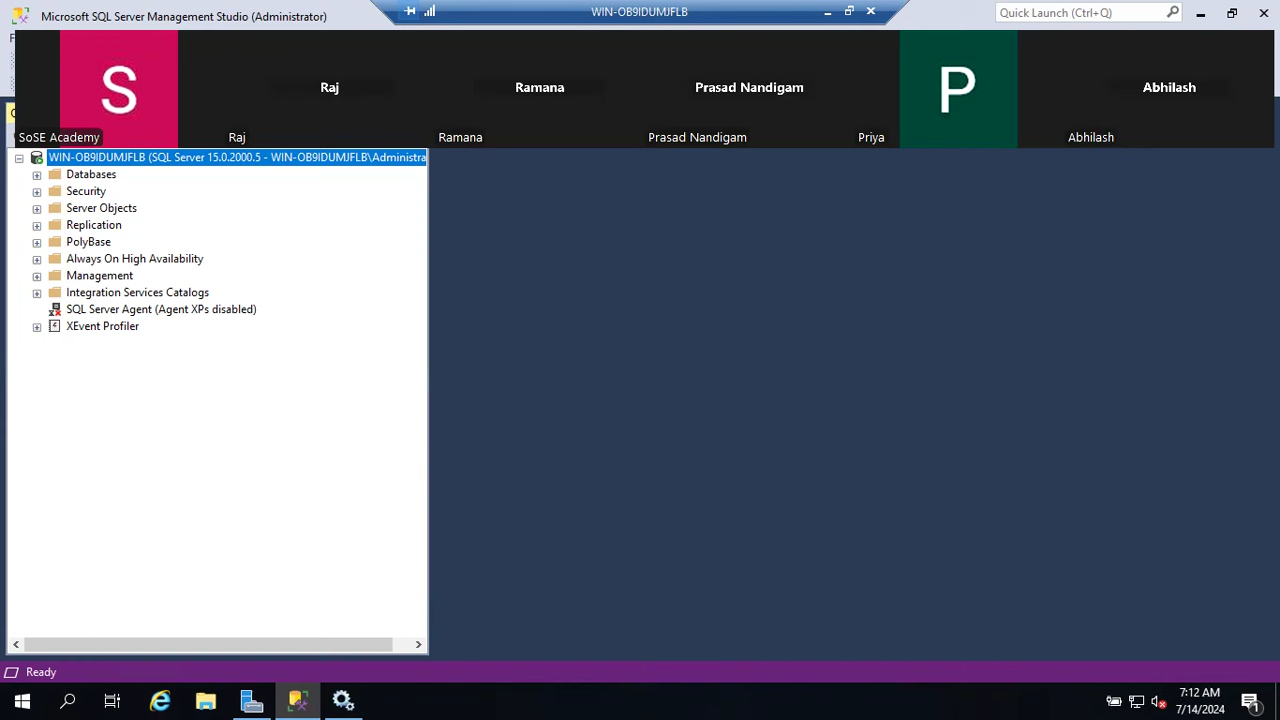 Microsoft SQL Server Management Studio (Administrator)
WIN-OB9IDUMJFLB
Quick Launch (Ctrl+Q)
S
Raj
Ramana
Prasad Nandigam
P
Abhilash
SoSE Academy
Raj
Ramana
Prasad Nandigam
Priya
Abhilash
WIN-OB9IDUMJFLB (SQL Server 15.0.2000.5 - WIN-OB9IDUMJFLB\Administra
Databases
Security
Server Objects
Replication
PolyBase
Always On High Availability
Management
Integration Services Catalogs
SQL Server Agent (Agent XPs disabled)
XEvent Profiler
Ready
7:12 AM
7/14/2024
1